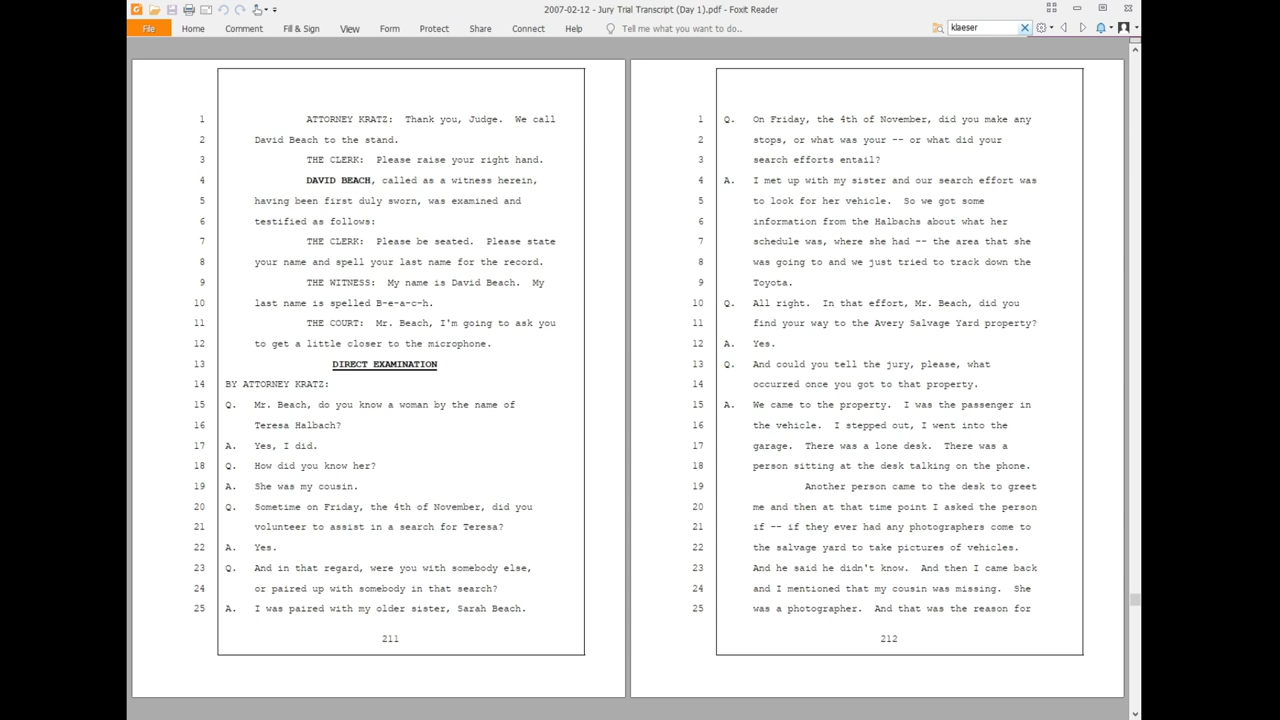 2007-02-12 - Jury Trial Transcript (Day 1).pdf - Foxit Reader
File Home Comment Fill & Sign View Form Protect Share Connect Help Tell me what you want to do.. klaeser
1 ATTORNEY KRATZ: Thank you, Judge. We call
2 David Beach to the stand.
3 THE CLERK: Please raise your right hand.
4 DAVID BEACH, called as a witness herein,
5 having been first duly sworn, was examined and
6 testified as follows:
7 THE CLERK: Please be seated. Please state
8 your name and spell your last name for the record.
9 THE WITNESS: My name is David Beach. My
10 last name is spelled B-e-a-c-h.
11 THE COURT: Mr. Beach, I'm going to ask you
12 to get a little closer to the microphone.
13 DIRECT EXAMINATION
14 BY ATTORNEY KRATZ:
15 Q. Mr. Beach, do you know a woman by the name of
16 Teresa Halbach?
17 A. Yes, I did.
18 Q. How did you know her?
19 A. She was my cousin.
20 Q. Sometime on Friday, the 4th of November, did you
21 volunteer to assist in a search for Teresa?
22 A. Yes.
23 Q. And in that regard, were you with somebody else,
24 or paired up with somebody in that search?
25 A. I was paired with my older sister, Sarah Beach.
211
1 Q. On Friday, the 4th of November, did you make any
2 stops, or what was your -- or what did your
3 search efforts entail?
4 A. I met up with my sister and our search effort was
5 to look for her vehicle. So we got some
6 information from the Halbachs about what her
7 schedule was, where she had -- the area that she
8 was going to and we just tried to track down the
9 Toyota.
10 Q. All right. In that effort, Mr. Beach, did you
11 find your way to the Avery Salvage Yard property?
12 A. Yes.
13 Q. And could you tell the jury, please, what
14 occurred once you got to that property.
15 A. We came to the property. I was the passenger in
16 the vehicle. I stepped out, I went into the
17 garage. There was a lone desk. There was a
18 person sitting at the desk talking on the phone.
19 Another person came to the desk to greet
20 me and then at that time point I asked the person
21 if -- if they ever had any photographers come to
22 the salvage yard to take pictures of vehicles.
23 And he said he didn't know. And then I came back
24 and I mentioned that my cousin was missing. She
25 was a photographer. And that was the reason for
212